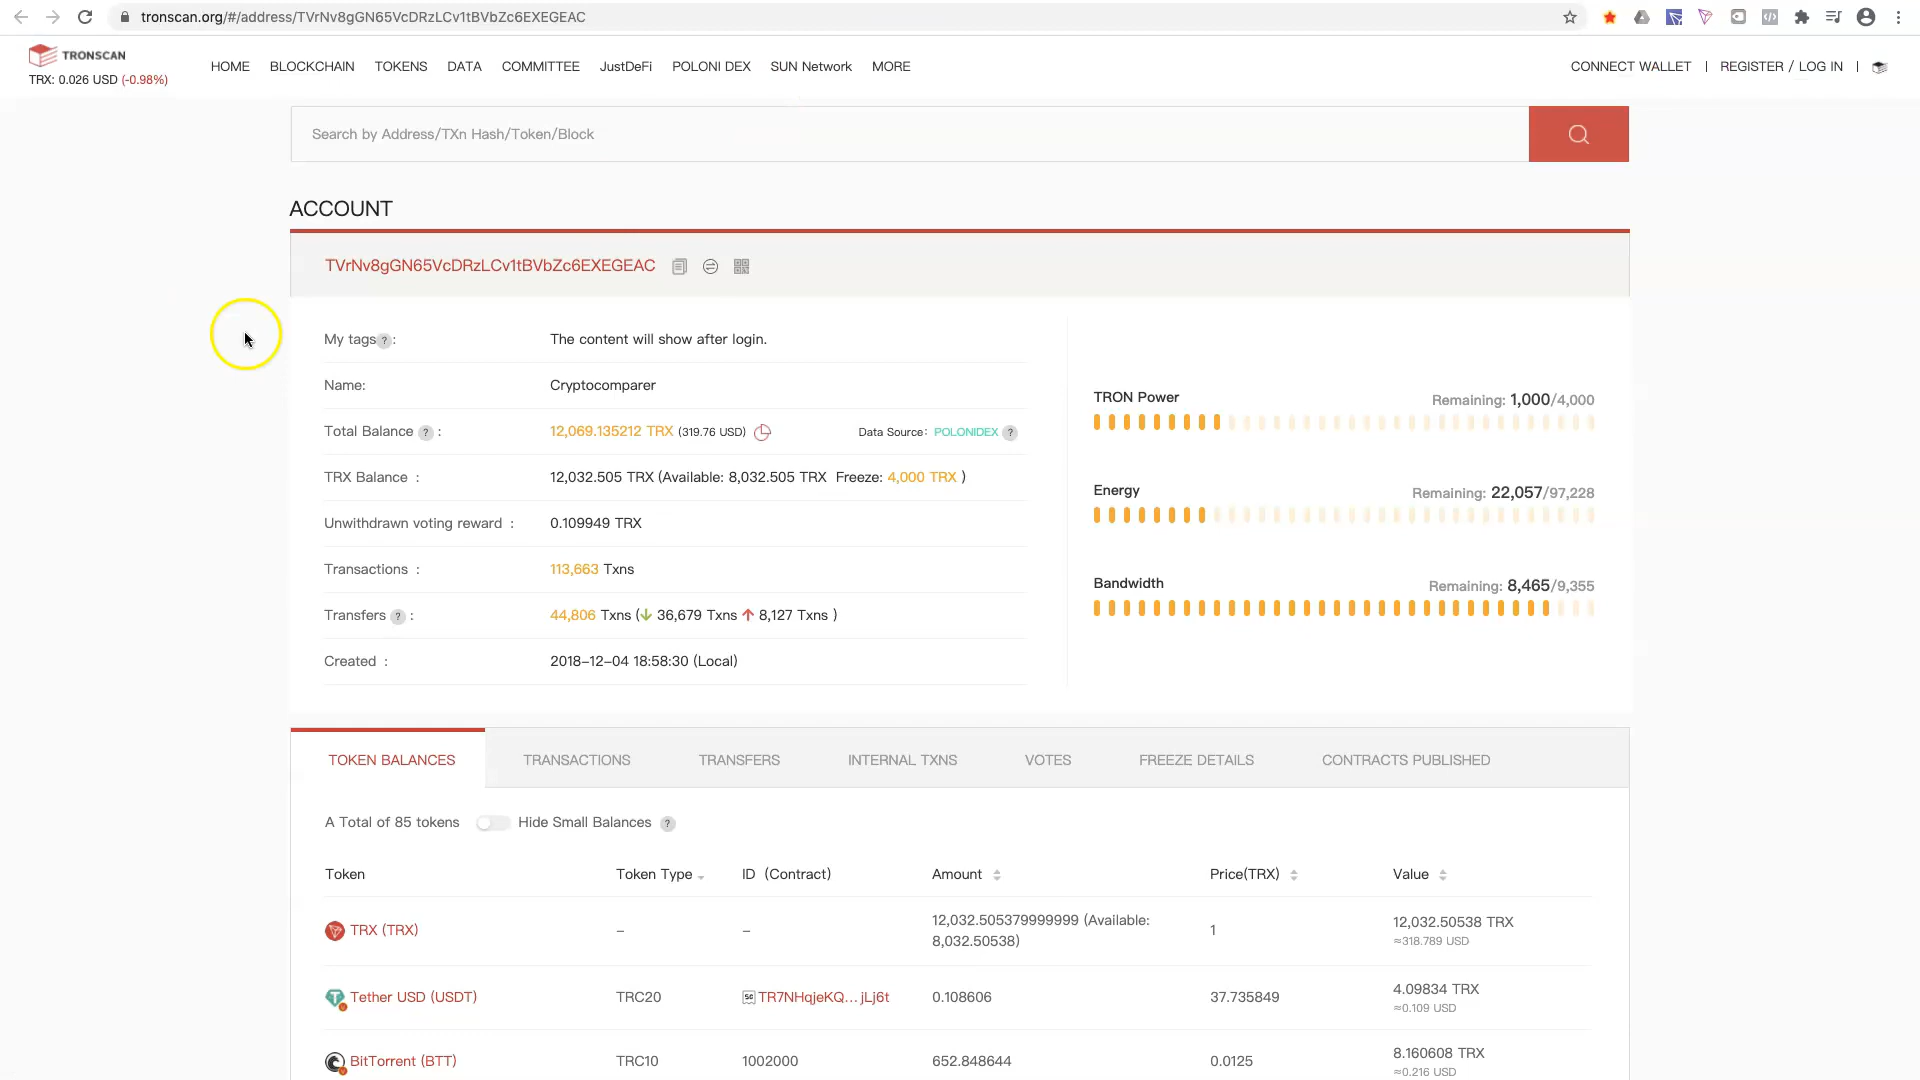 tronscan.org/#/address/TVrNv8gGN65VcDRzLCv1tBVbZc6EXEGEAC
TRONSCAN
TRX: 0.026 USD (-0.98%)
HOME BLOCKCHAIN TOKENS DATA COMMITTEE JustDeFi POLONI DEX SUN Network MORE
CONNECT WALLET | REGISTER / LOG IN |
Search by Address/TXn Hash/Token/Block
ACCOUNT
TVrNv8gGN65VcDRzLCv1tBVbZc6EXEGEAC
My tags ? : The content will show after login.
Name: Cryptocomparer
Total Balance ? : 12,069.135212 TRX (319.76 USD) Data Source: POLONIDEX ?
TRX Balance : 12,032.505 TRX (Available: 8,032.505 TRX Freeze: 4,000 TRX )
Unwithdrawn voting reward : 0.109949 TRX
Transactions : 113,663 Txns
Transfers ? : 44,806 Txns (↓ 36,679 Txns ↑ 8,127 Txns )
Created : 2018-12-04 18:58:30 (Local)
TRON Power Remaining: 1,000/4,000
Energy Remaining: 22,057/97,228
Bandwidth Remaining: 8,465/9,355
TOKEN BALANCES TRANSACTIONS TRANSFERS INTERNAL TXNS VOTES FREEZE DETAILS CONTRACTS PUBLISHED
A Total of 85 tokens Hide Small Balances ?
Token Token Type ID (Contract) Amount Price(TRX) Value
TRX (TRX) – – 12,032.505379999999 (Available: 8,032.50538) 1 12,032.50538 TRX
≈318.789 USD
Tether USD (USDT) TRC20 TR7NHqjeKQ...jLj6t 0.108606 37.735849 4.09834 TRX
≈0.109 USD
BitTorrent (BTT) TRC10 1002000 652.848644 0.0125 8.160608 TRX
≈0.216 USD